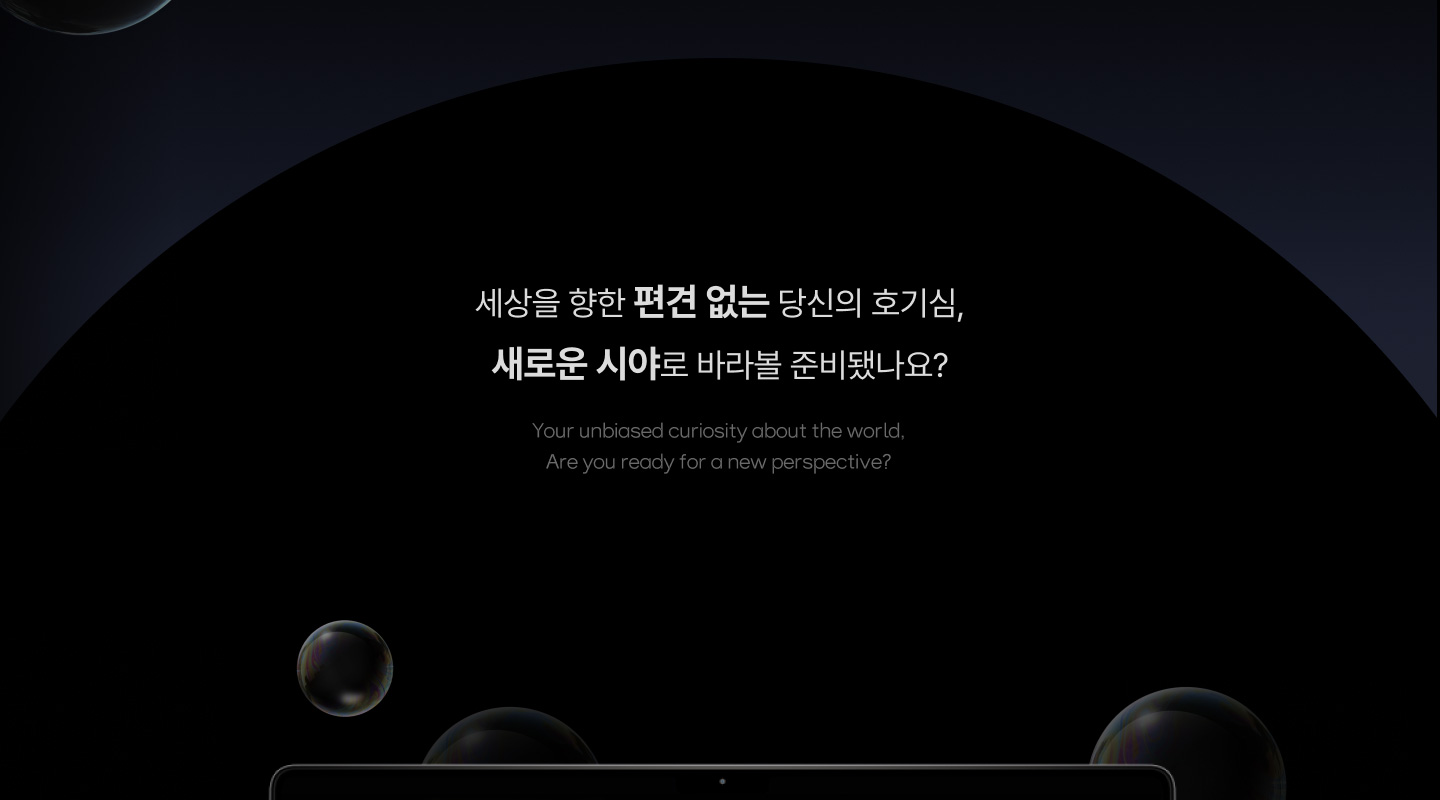 세상을 향한 편견 없는 당신의 호기심,
새로운 시야로 바라볼 준비됐나요?
Your unbiased curiosity about the world,
Are you ready for a new perspective?